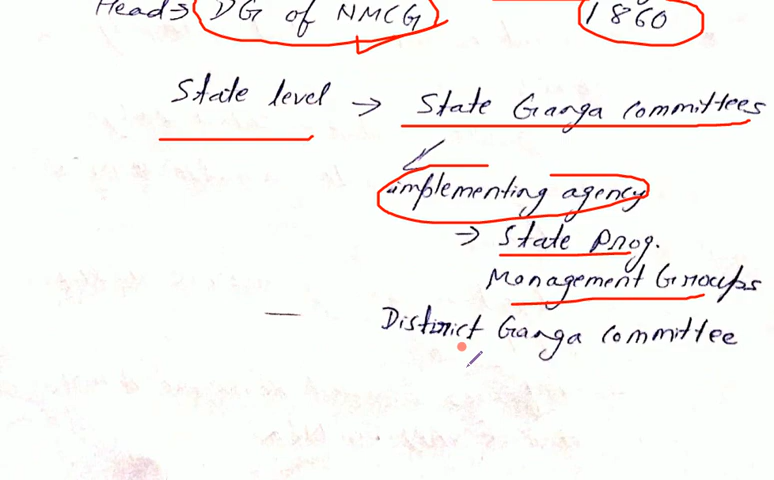 Head → DG of NMCG 1860
State level → State Ganga Committees
implementing agency
→ State Prog.
Management Groups
— District Ganga Committee